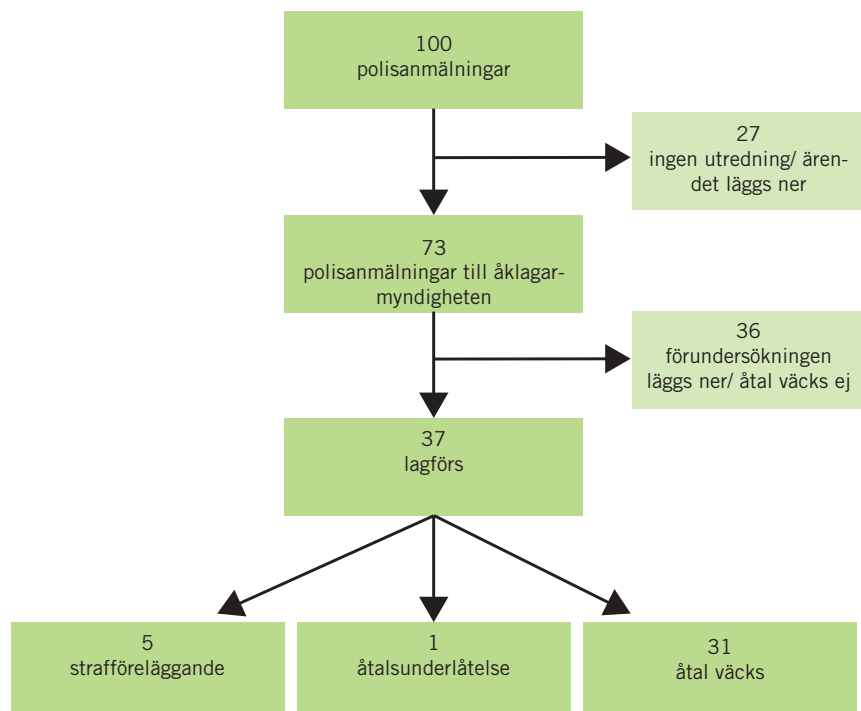 100
polisanmälningar
27
ingen utredning/ ären-
det läggs ner
73
polisanmälningar till åklagar-
myndigheten
36
förundersökningen
läggs ner/ åtal väcks ej
37
lagförs
5
strafföreläggande
1
åtalsunderlåtelse
31
åtal väcks